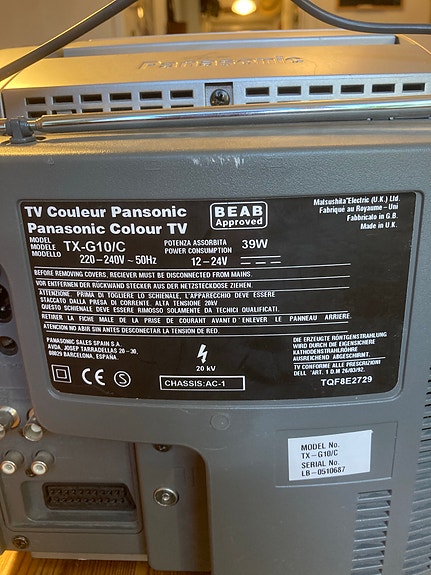 Panasonic
TV Couleur Pansonic
Panasonic Colour TV
BEAB
Approved
Matsushita Electric (U.K.) Ltd.
Fabriqué au Royaume - Uni
Fabbricato in G.B.
Made in U.K.
MODEL
MODELE
MODELLO
TX-G10/C
220-240V ~ 50Hz
POTENZA ASSORBITA
POWER CONSUMPTION
39W
12-24V
BEFORE REMOVING COVERS, RECIEVER MUST BE DISCONNECTED FROM MAINS.
VOR ENTFERNEN DER RÜCKWAND STECKER AUS DER NETZSTECKDOSE ZIEHEN
ATTENZIONE, PRIMA DI TOGLIERE LO SCHIENALE, L'APPARECCHIO DEVE ESSERE
STACCATO DALLA PRESA DI CORRENTE. ALTA TENSIONE 20kV
QUESTO SCHIENALE DEVE ESSERE RIMOSSO SOLAMENTE DA TECNICI QUALIFICATI.
RETIRER LA FICHE MALE DE LA PRISE DE COURANT AVANT D'ENLEVER LE PANNEAU ARRIERE.
ATENCION NO ABIR SIN ANTES DESCONECTAR LA TENSION DE RED.
PANASONIC SALES SPAIN S.A.
AVDA. JOSEP TARRADELLAS 20-30,
08029 BARCELONA, ESPANA.
20 kV
DIE ERZEUGTE RÖNTGENSTRAHLUNG
WIRD DURCH DIE EIGENSICHERE
KATHODENSTRAHLRÖHRE
AUSREICHEND ABGESCHIRMT.
TV CONFORME ALLE PRESCRIZIONI
DELL 'ART. 1 D.M 26/03/92.
CE S
CHASSIS:AC-1
TQF8E2729
MODEL No.
TX-G10/C
SERIAL No.
LB-0510687